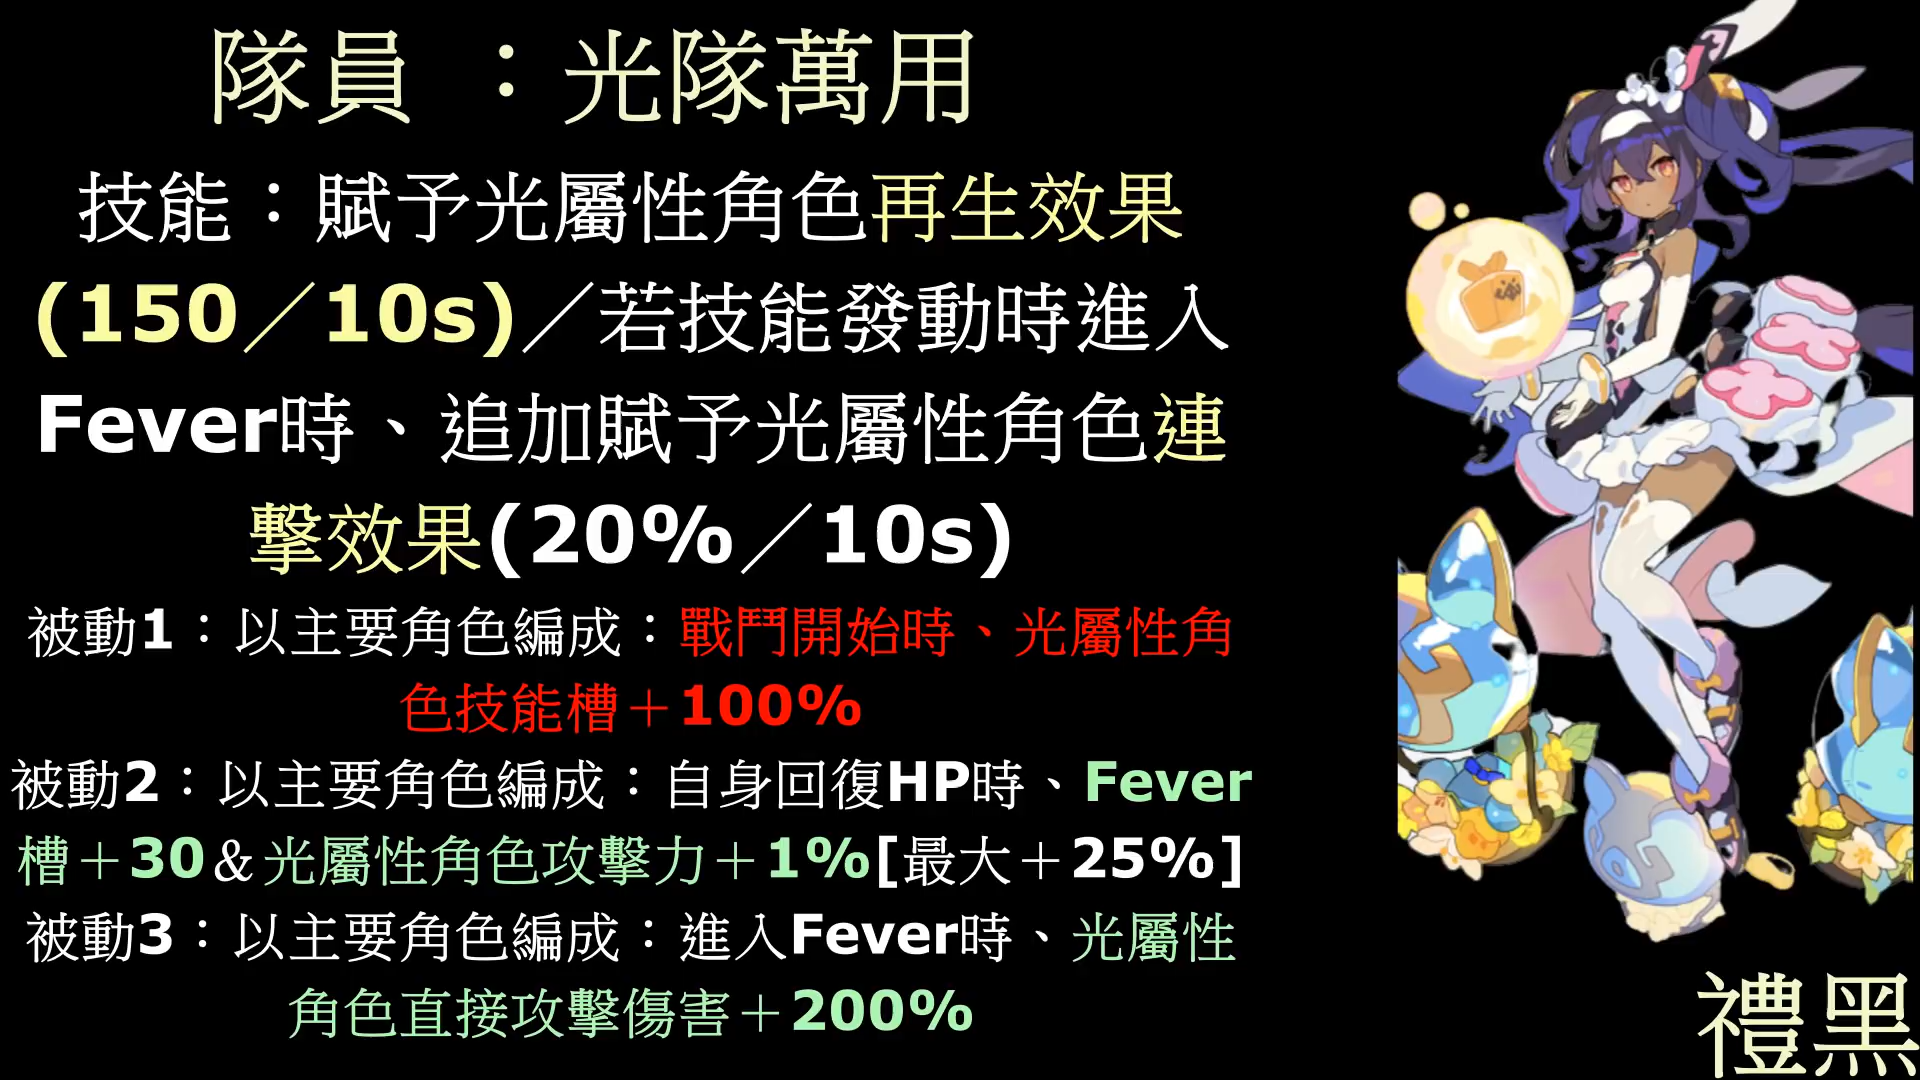 隊員 ：光隊萬用
技能：賦予光屬性角色再生效果
(150／10s)／若技能發動時進入
Fever時、追加賦予光屬性角色連
擊效果(20%／10s)
被動1：以主要角色編成：戰鬥開始時、光屬性角
色技能槽＋100%
被動2：以主要角色編成：自身回復HP時、Fever
槽＋30＆光屬性角色攻擊力＋1%[最大＋25%]
被動3：以主要角色編成：進入Fever時、光屬性
角色直接攻擊傷害＋200%
禮黑